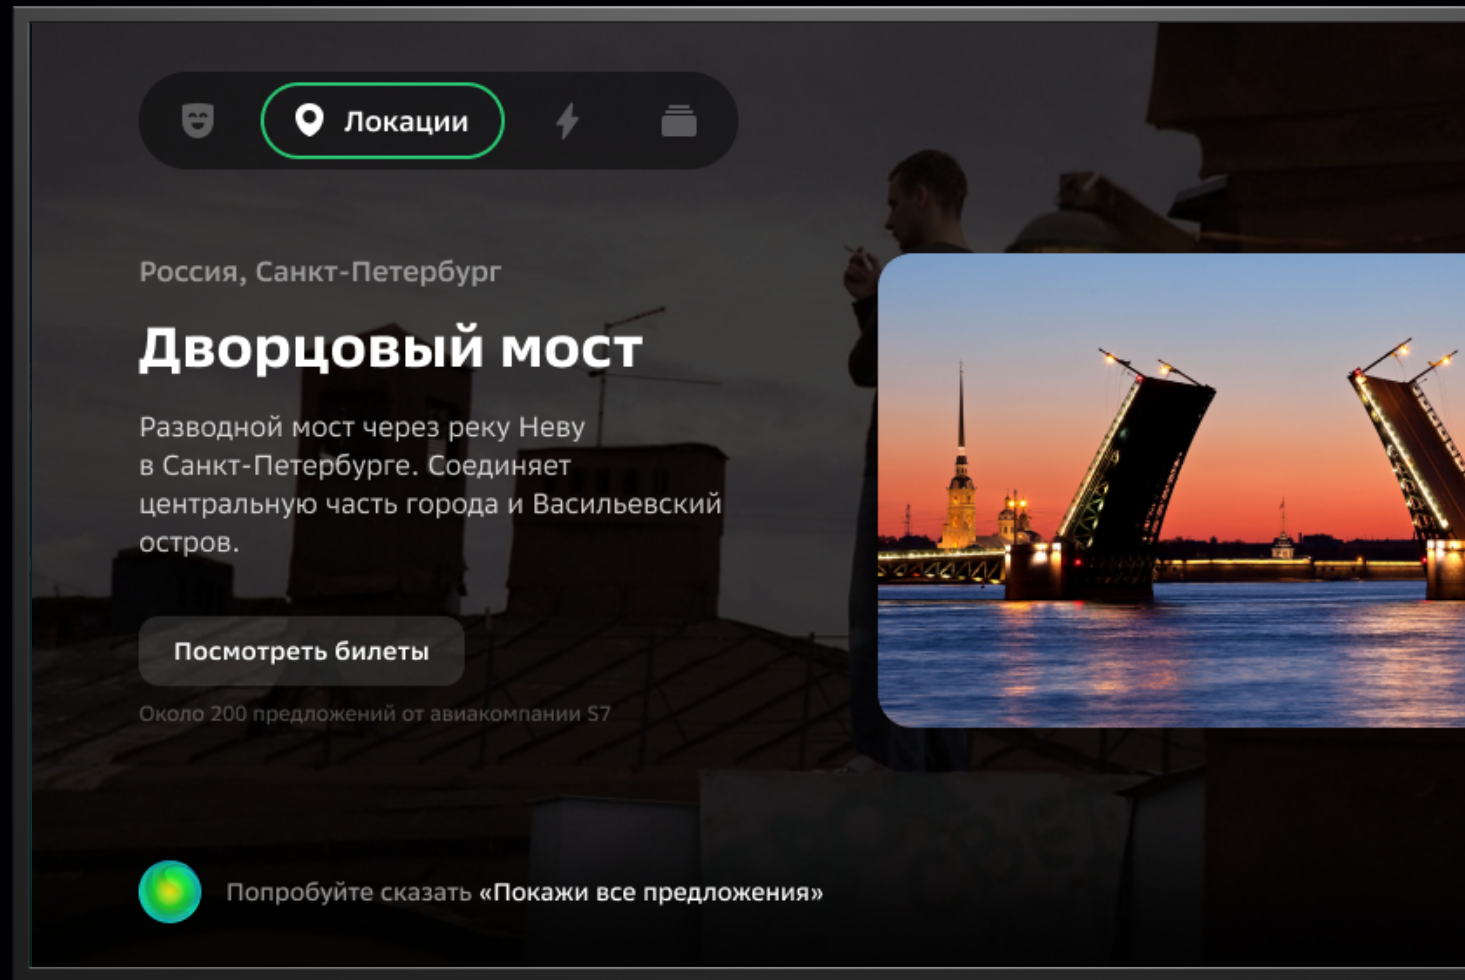 Локации
Россия, Санкт-Петербург
Дворцовый мост
Разводной мост через реку Неву
в Санкт-Петербурге. Соединяет
центральную часть города и Васильевский
остров.
Посмотреть билеты
Около 200 предложений от авиакомпании S7
Попробуйте сказать «Покажи все предложения»